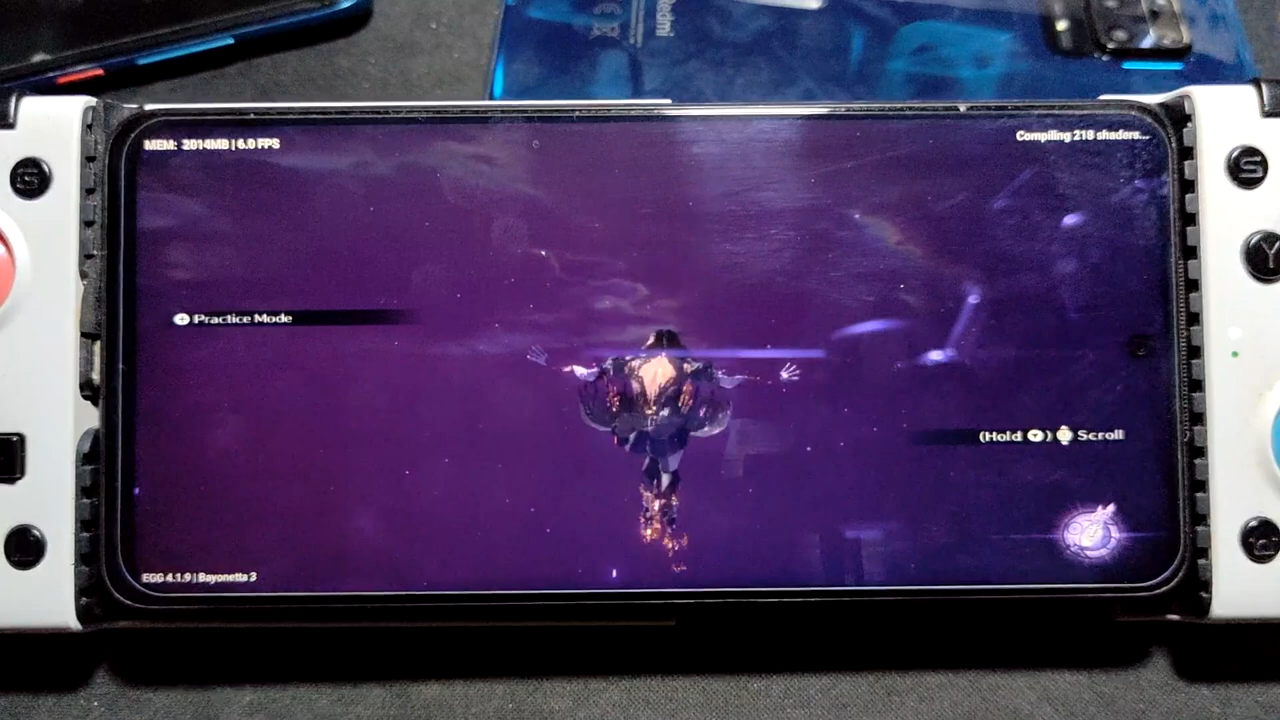 Redmi
MEM: 2014MB | 6.0 FPS
Compiling 218 shaders...
G
S
Y
Practice Mode
(Hold Y) Scroll
EGG 4.1.9 | Bayonetta 3